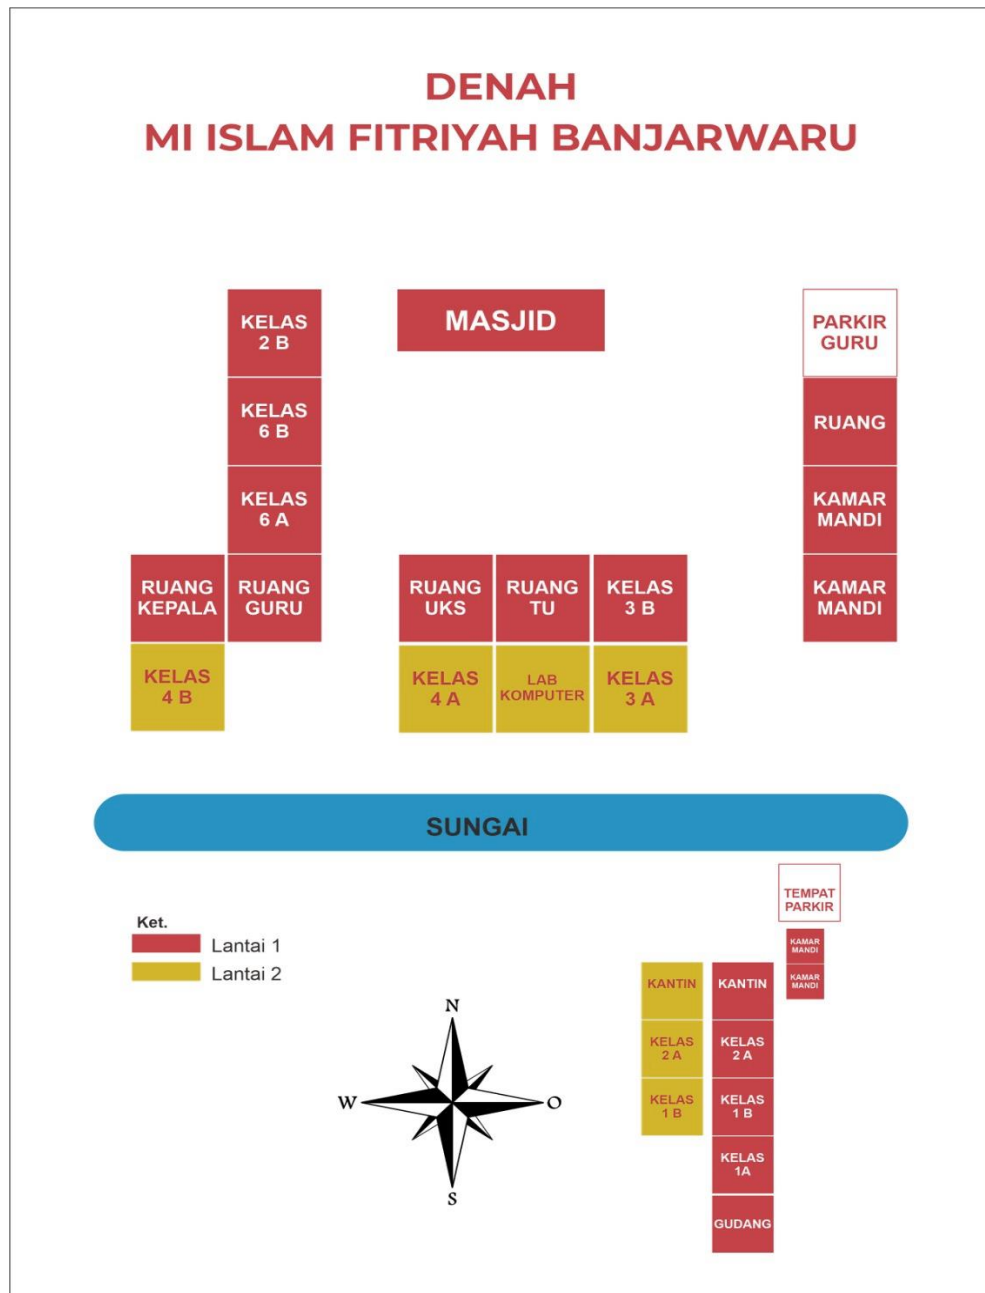 DENAH
MI ISLAM FITRIYAH BANJARWARU
KELAS
2 B
MASJID
PARKIR
GURU
KELAS
6 B
RUANG
KELAS
6 A
KAMAR
MANDI
RUANG
KEPALA
RUANG
GURU
RUANG
UKS
RUANG
TU
KELAS
3 B
KAMAR
MANDI
KELAS
4 B
KELAS
4 A
LAB
KOMPUTER
KELAS
3 A
SUNGAI
Ket.
Lantai 1
Lantai 2
TEMPAT
PARKIR
KAMAR
MANDI
KAMAR
MANDI
KANTIN
KANTIN
KELAS
2 A
KELAS
2 A
KELAS
1 B
KELAS
1 B
KELAS
1A
GUDANG
N
W
O
S